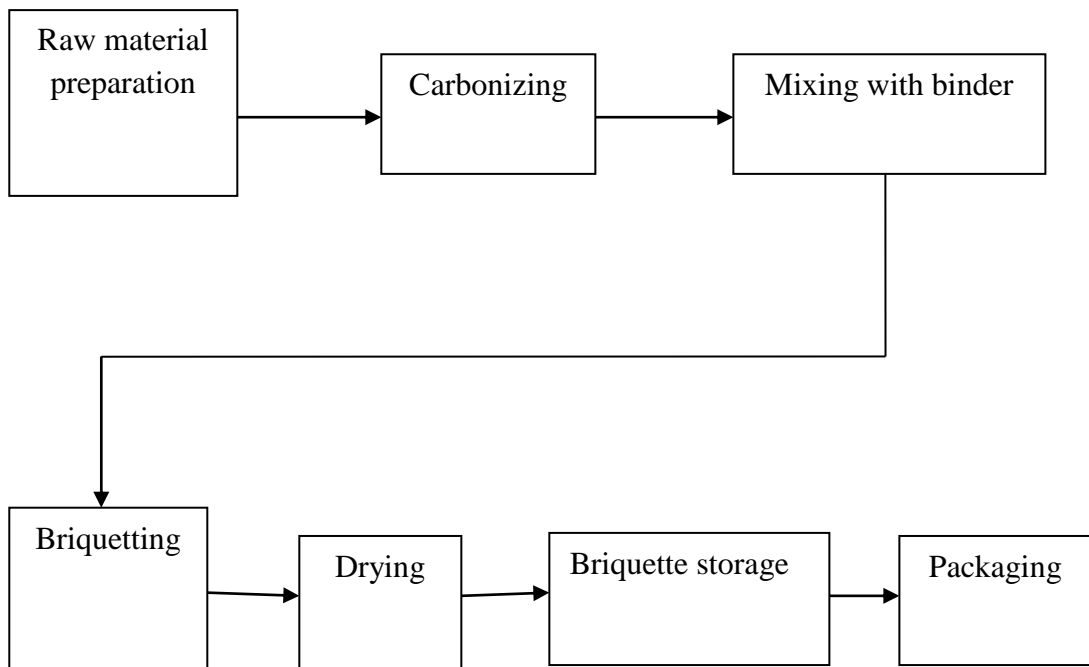 Raw material
preparation
Carbonizing
Mixing with binder
Briquetting
Drying
Briquette storage
Packaging